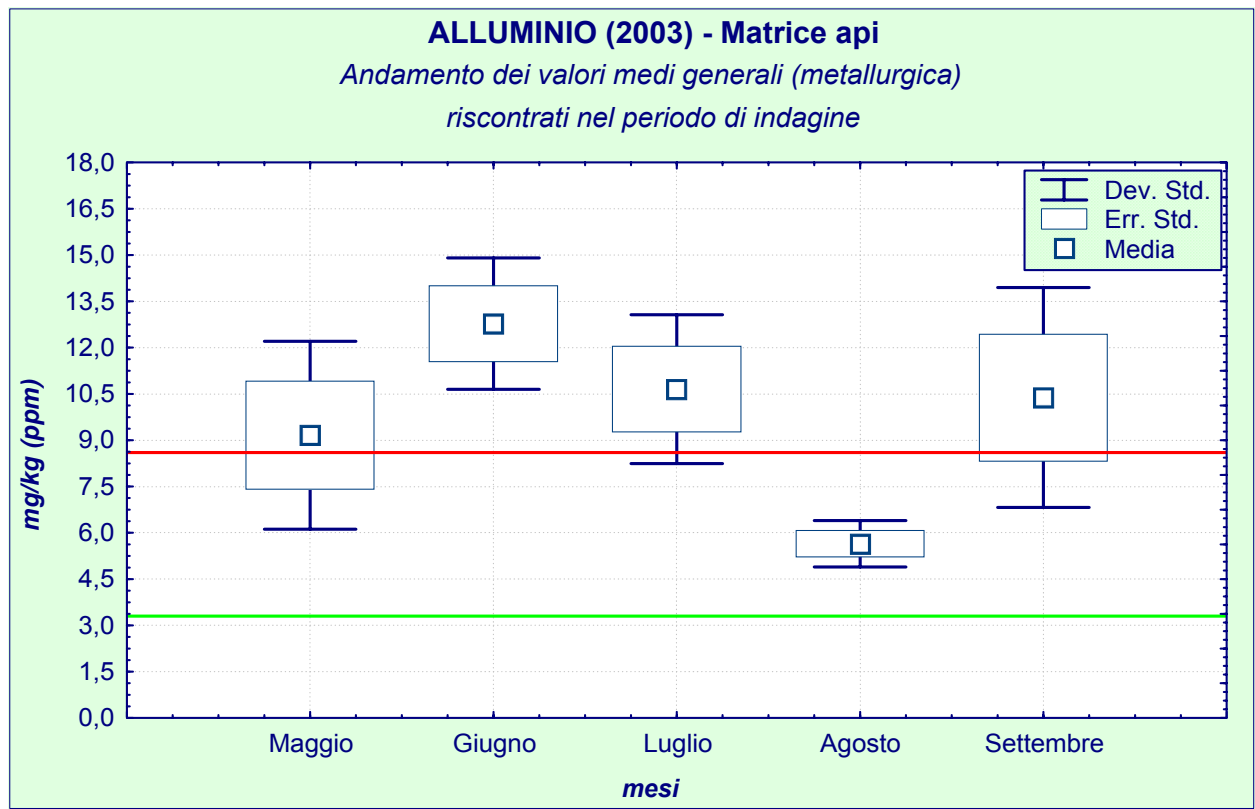 ALLUMINIO (2003) - Matrice api
Andamento dei valori medi generali (metallurgica)
riscontrati nel periodo di indagine
18,0
16,5
15,0
13,5
12,0
10,5
9,0
7,5
6,0
4,5
3,0
1,5
0,0
mg/kg (ppm)
Dev. Std.
Err. Std.
Media
Maggio Giugno Luglio Agosto Settembre
mesi